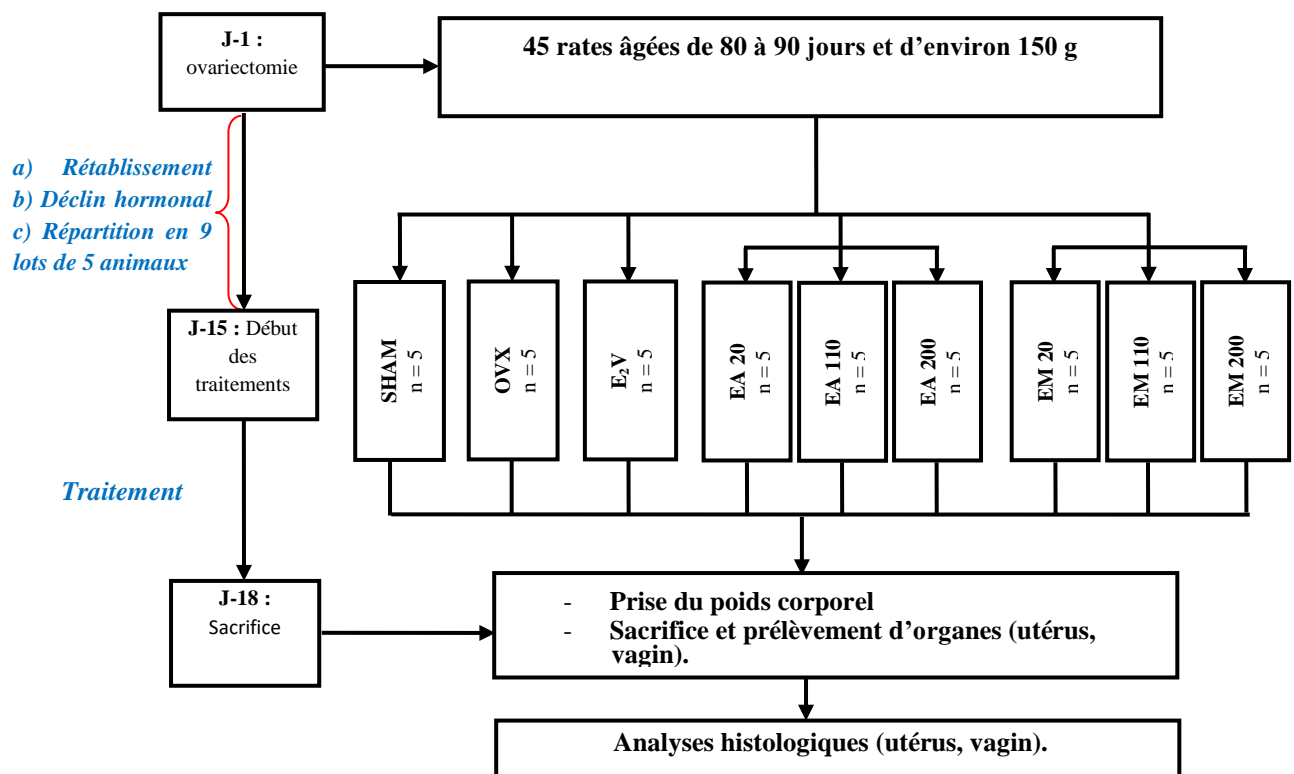 J-1 :
ovariectomie
45 rates âgées de 80 à 90 jours et d’environ 150 g
a) Rétablissement
b) Déclin hormonal
c) Répartition en 9
lots de 5 animaux
J-15 : Début
des
traitements
SHAM
n = 5
OVX
n = 5
E₂V
n = 5
EA 20
n = 5
EA 110
n = 5
EA 200
n = 5
EM 20
n = 5
EM 110
n = 5
EM 200
n = 5
Traitement
J-18 :
Sacrifice
- Prise du poids corporel
- Sacrifice et prélèvement d’organes (utérus,
vagin).
Analyses histologiques (utérus, vagin).